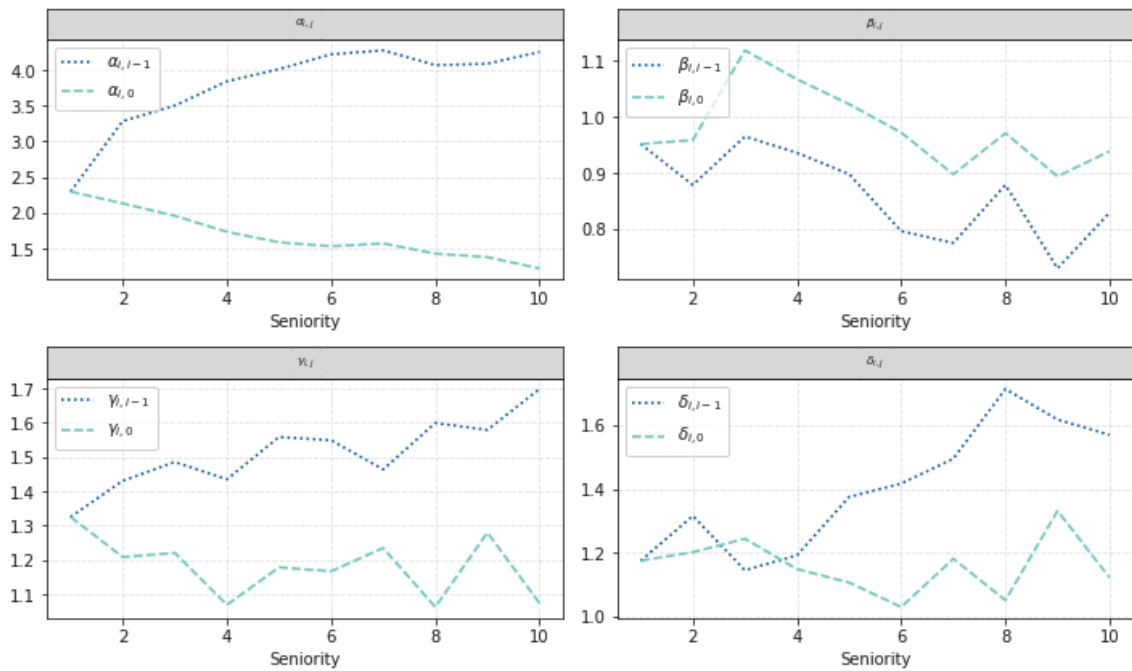 α_{i,j}
α_{i,i−1}
α_{i,0}
4.0
3.5
3.0
2.5
2.0
1.5
2 4 6 8 10
Seniority
β_{i,j}
β_{i,i−1}
β_{i,0}
1.1
1.0
0.9
0.8
2 4 6 8 10
Seniority
γ_{i,j}
γ_{i,i−1}
γ_{i,0}
1.7
1.6
1.5
1.4
1.3
1.2
1.1
2 4 6 8 10
Seniority
δ_{i,j}
δ_{i,i−1}
δ_{i,0}
1.6
1.4
1.2
1.0
2 4 6 8 10
Seniority